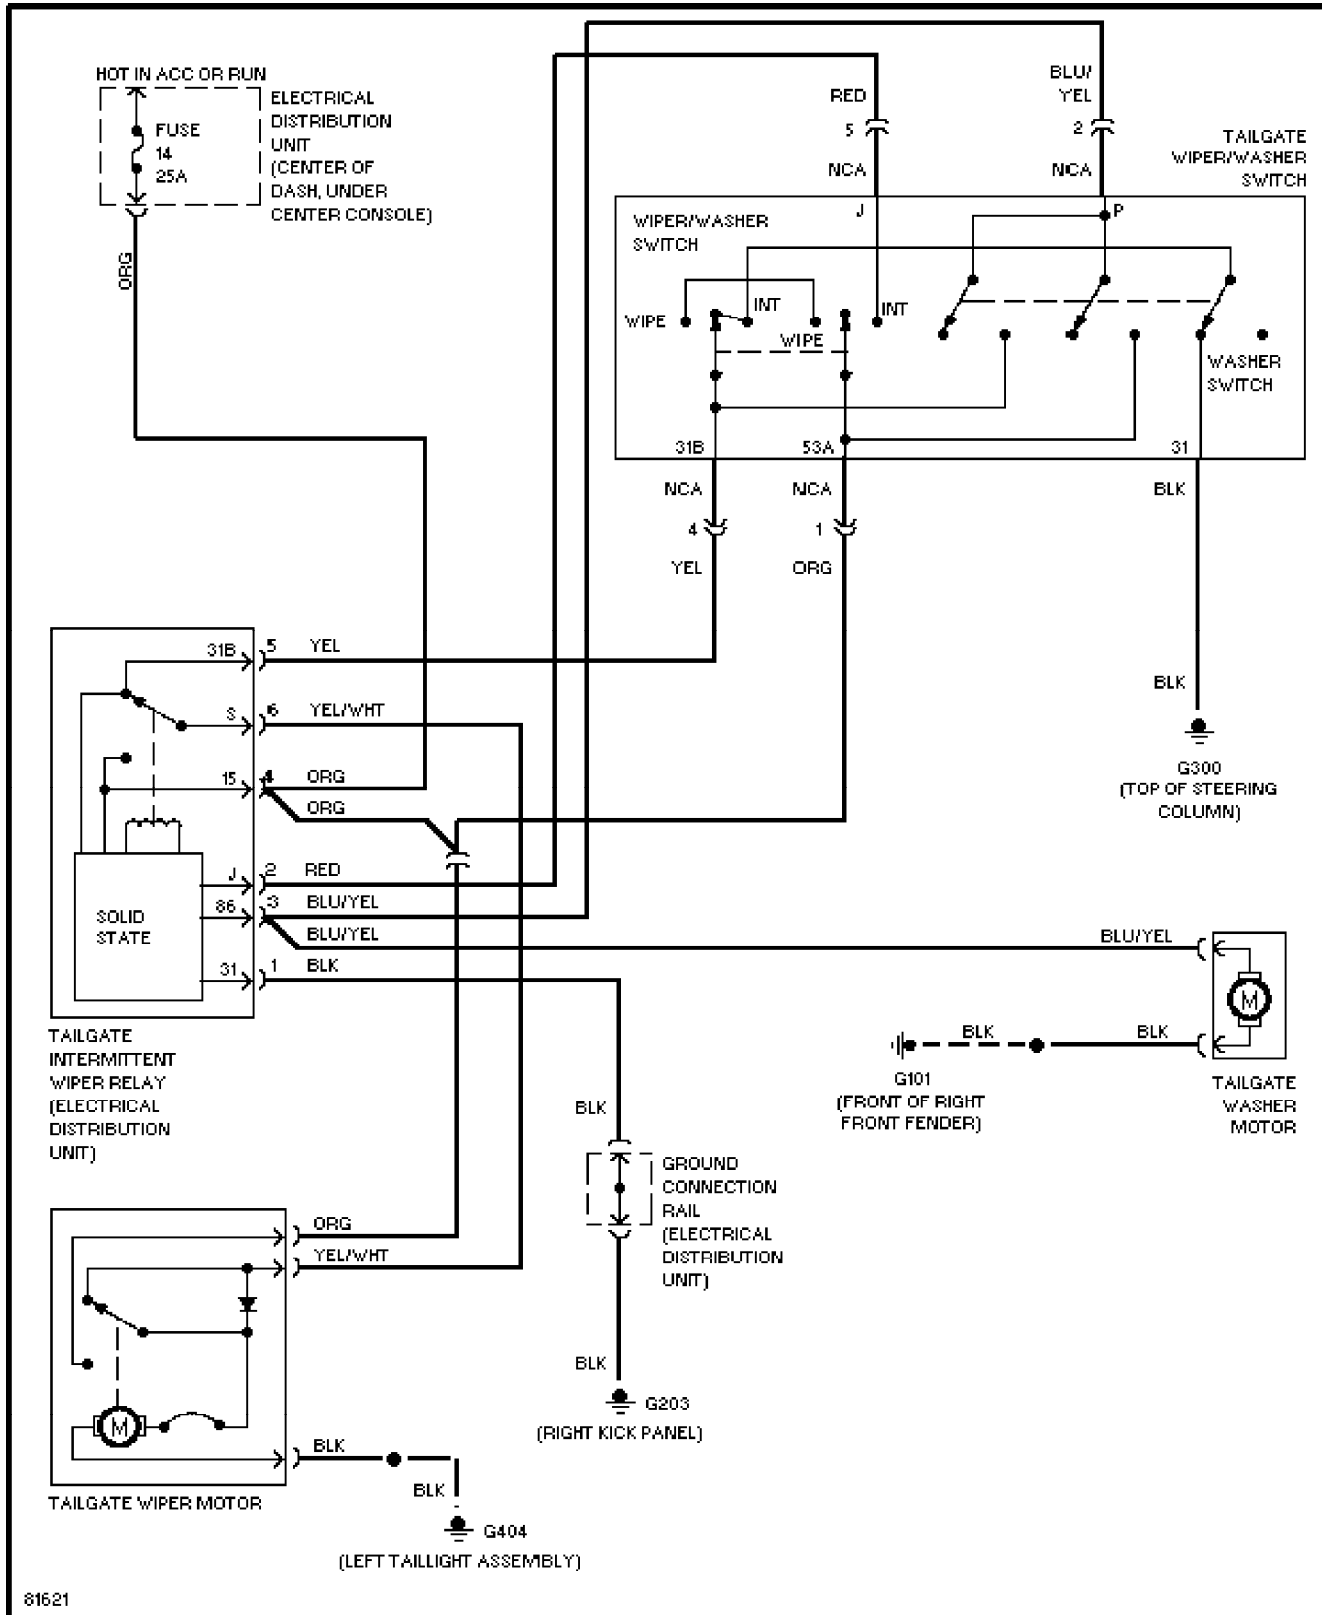 HOT IN ACC OR RUN
FUSE
14
25A
ELECTRICAL
DISTRIBUTION
UNIT
(CENTER OF
DASH, UNDER
CENTER CONSOLE)
ORG
RED
5
NCA
BLU/
YEL
2
NCA
TAILGATE
WIPER/WASHER
SWITCH
WIPER/WASHER
SWITCH
J
P
WIPE
INT
WIPE
INT
WASHER
SWITCH
31B
53A
31
NCA
NCA
BLK
4
1
YEL
ORG
BLK
G300
(TOP OF STEERING
COLUMN)
31B
5
YEL
S
6
YEL/WHT
15
4
ORG
ORG
J
2
RED
86
3
BLU/YEL
BLU/YEL
31
1
BLK
SOLID
STATE
TAILGATE
INTERMITTENT
WIPER RELAY
(ELECTRICAL
DISTRIBUTION
UNIT)
BLU/YEL
M
BLK
BLK
G101
(FRONT OF RIGHT
FRONT FENDER)
TAILGATE
WASHER
MOTOR
BLK
GROUND
CONNECTION
RAIL
(ELECTRICAL
DISTRIBUTION
UNIT)
BLK
G203
(RIGHT KICK PANEL)
ORG
YEL/WHT
M
BLK
BLK
TAILGATE WIPER MOTOR
G404
(LEFT TAILLIGHT ASSEMBLY)
81621